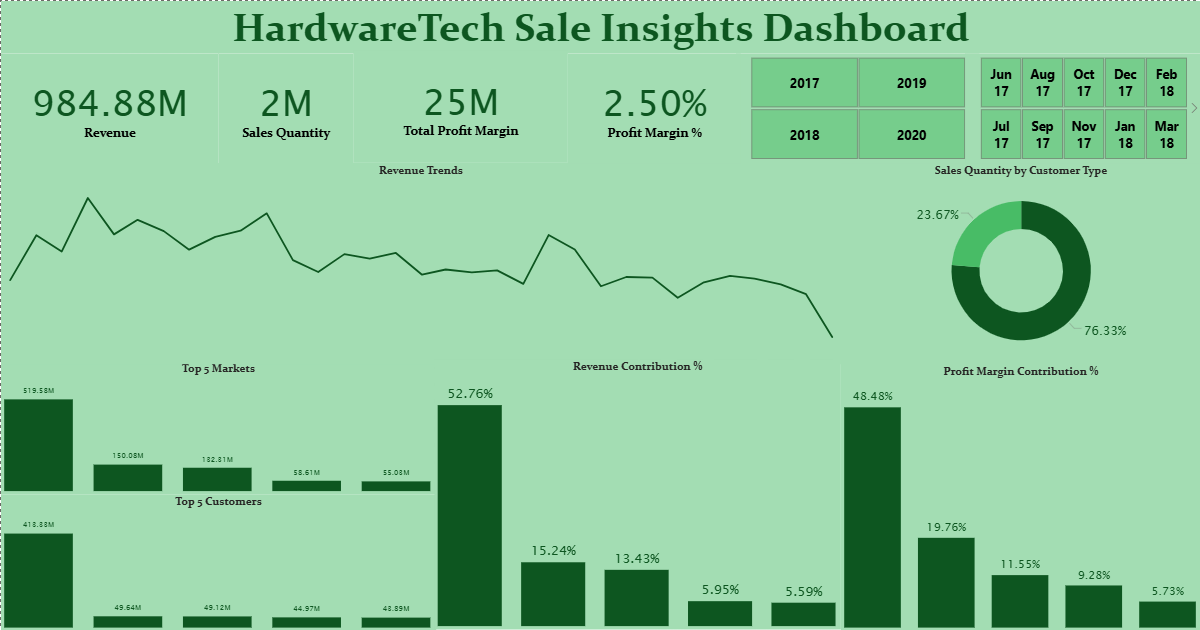 HardwareTech Sale Insights Dashboard
984.88M
Revenue
2M
Sales Quantity
25M
Total Profit Margin
2.50%
Profit Margin %
2017
2019
2018
2020
Jun 17
Aug 17
Oct 17
Dec 17
Feb 18
Jul 17
Sep 17
Nov 17
Jan 18
Mar 18
Revenue Trends
Sales Quantity by Customer Type
23.67%
76.33%
Top 5 Markets
519.58M
150.08M
132.31M
58.61M
55.03M
Top 5 Customers
413.33M
49.64M
49.12M
44.97M
43.89M
Revenue Contribution %
52.76%
15.24%
13.43%
5.95%
5.59%
Profit Margin Contribution %
48.48%
19.76%
11.55%
9.28%
5.73%